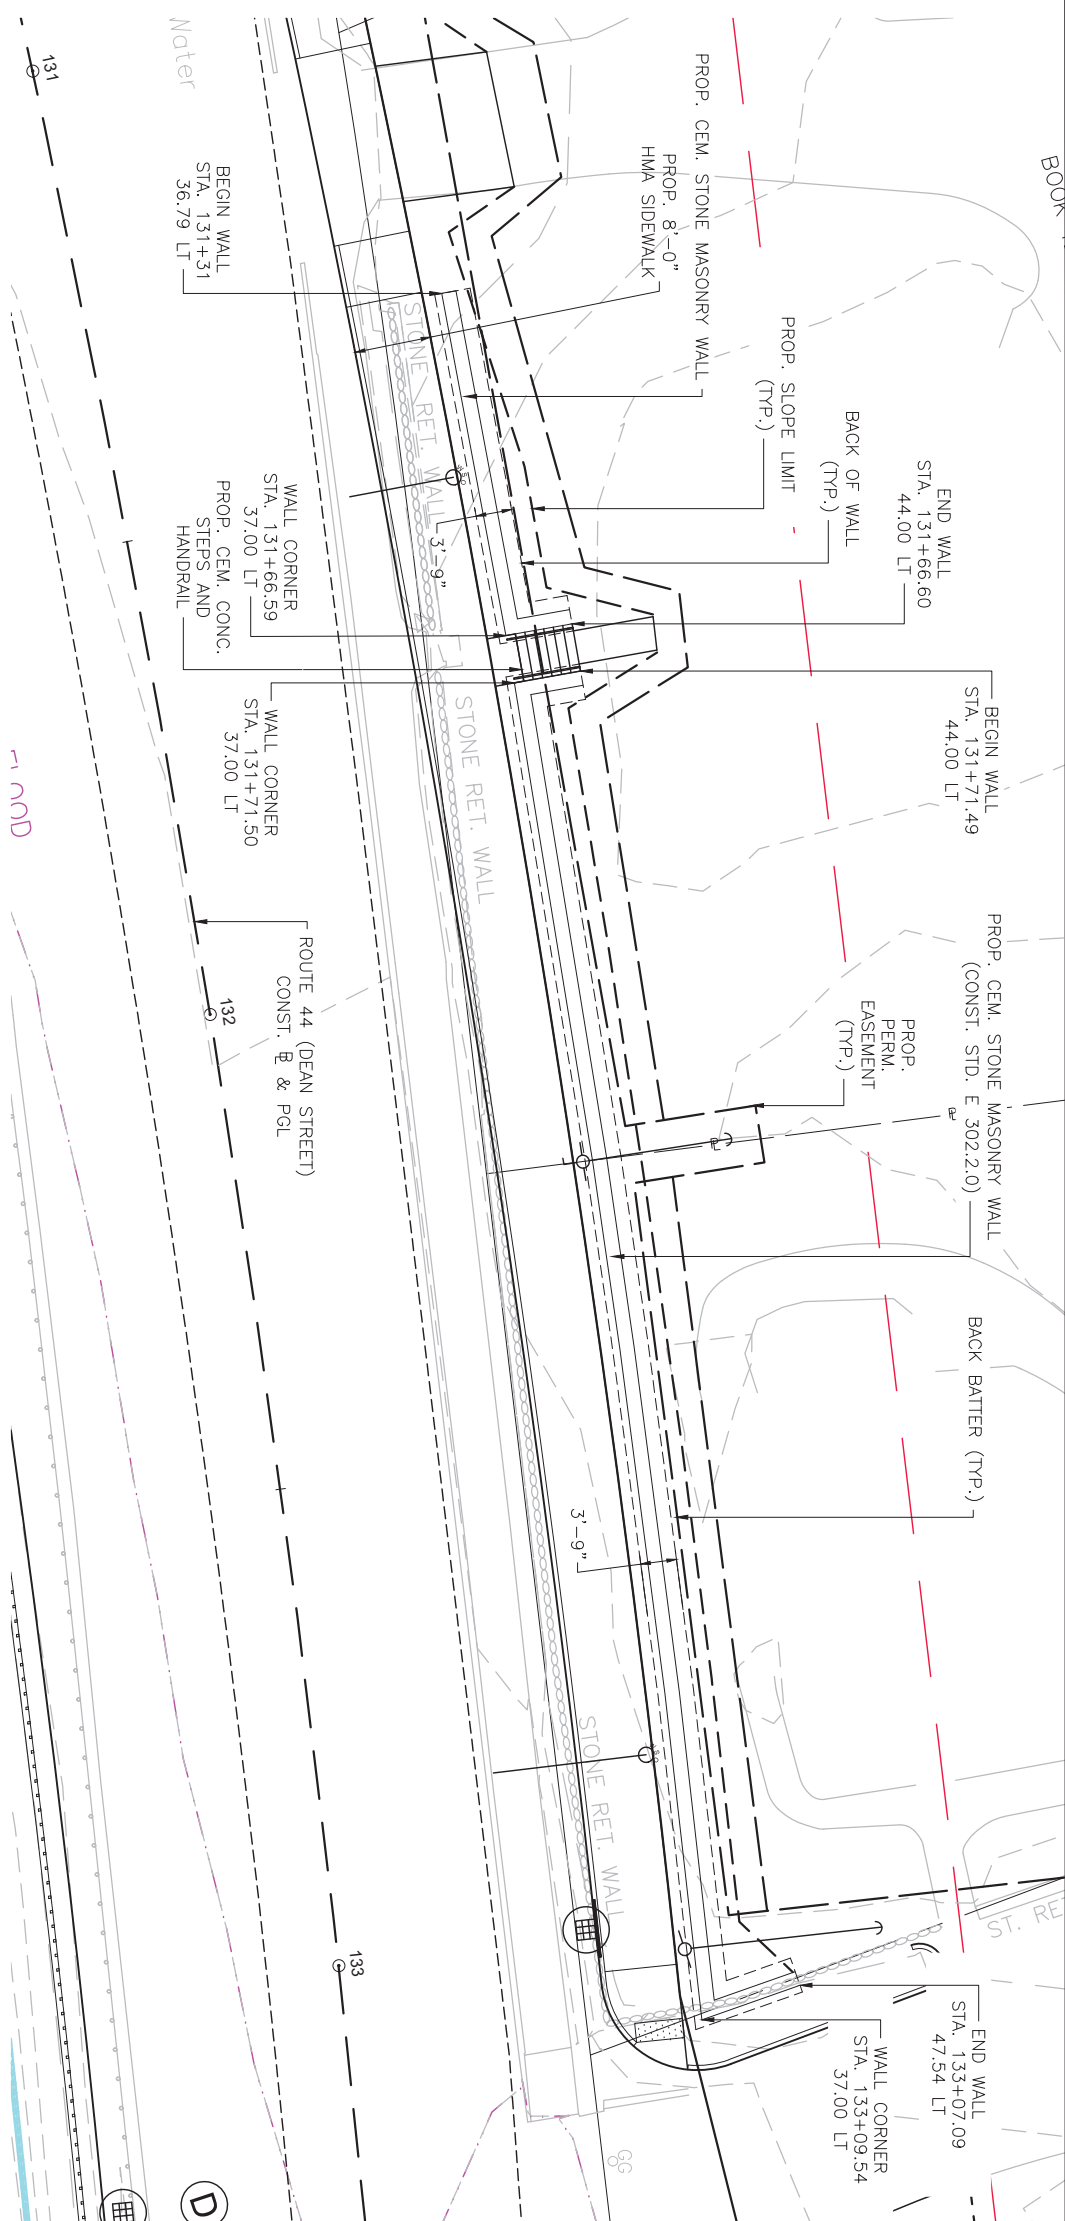 BOOK
PROP. CEM. STONE MASONRY WALL
PROP. 8'-0"
HMA SIDEWALK
PROP. SLOPE LIMIT
(TYP.)
BACK OF WALL
(TYP.)
END WALL
STA. 131+66.60
44.00 LT
BEGIN WALL
STA. 131+71.49
44.00 LT
PROP. CEM. STONE MASONRY WALL
(CONST. STD. E 302.2.0)
PROP.
PERM.
EASEMENT
(TYP.)
BACK BATTER (TYP.)
END WALL
STA. 133+07.09
47.54 LT
WALL CORNER
STA. 133+09.54
37.00 LT
ST. RE
STONE RET. WALL
STONE RET. WALL
STONE RET. WALL
3'-9"
3'-9"
GG
Water
BEGIN WALL
STA. 131+31
36.79 LT
WALL CORNER
STA. 131+66.59
37.00 LT
PROP. CEM. CONC.
STEPS AND
HANDRAIL
WALL CORNER
STA. 131+71.50
37.00 LT
ROUTE 44 (DEAN STREET)
CONST. B & PGL
131
132
133
FLOOD
D